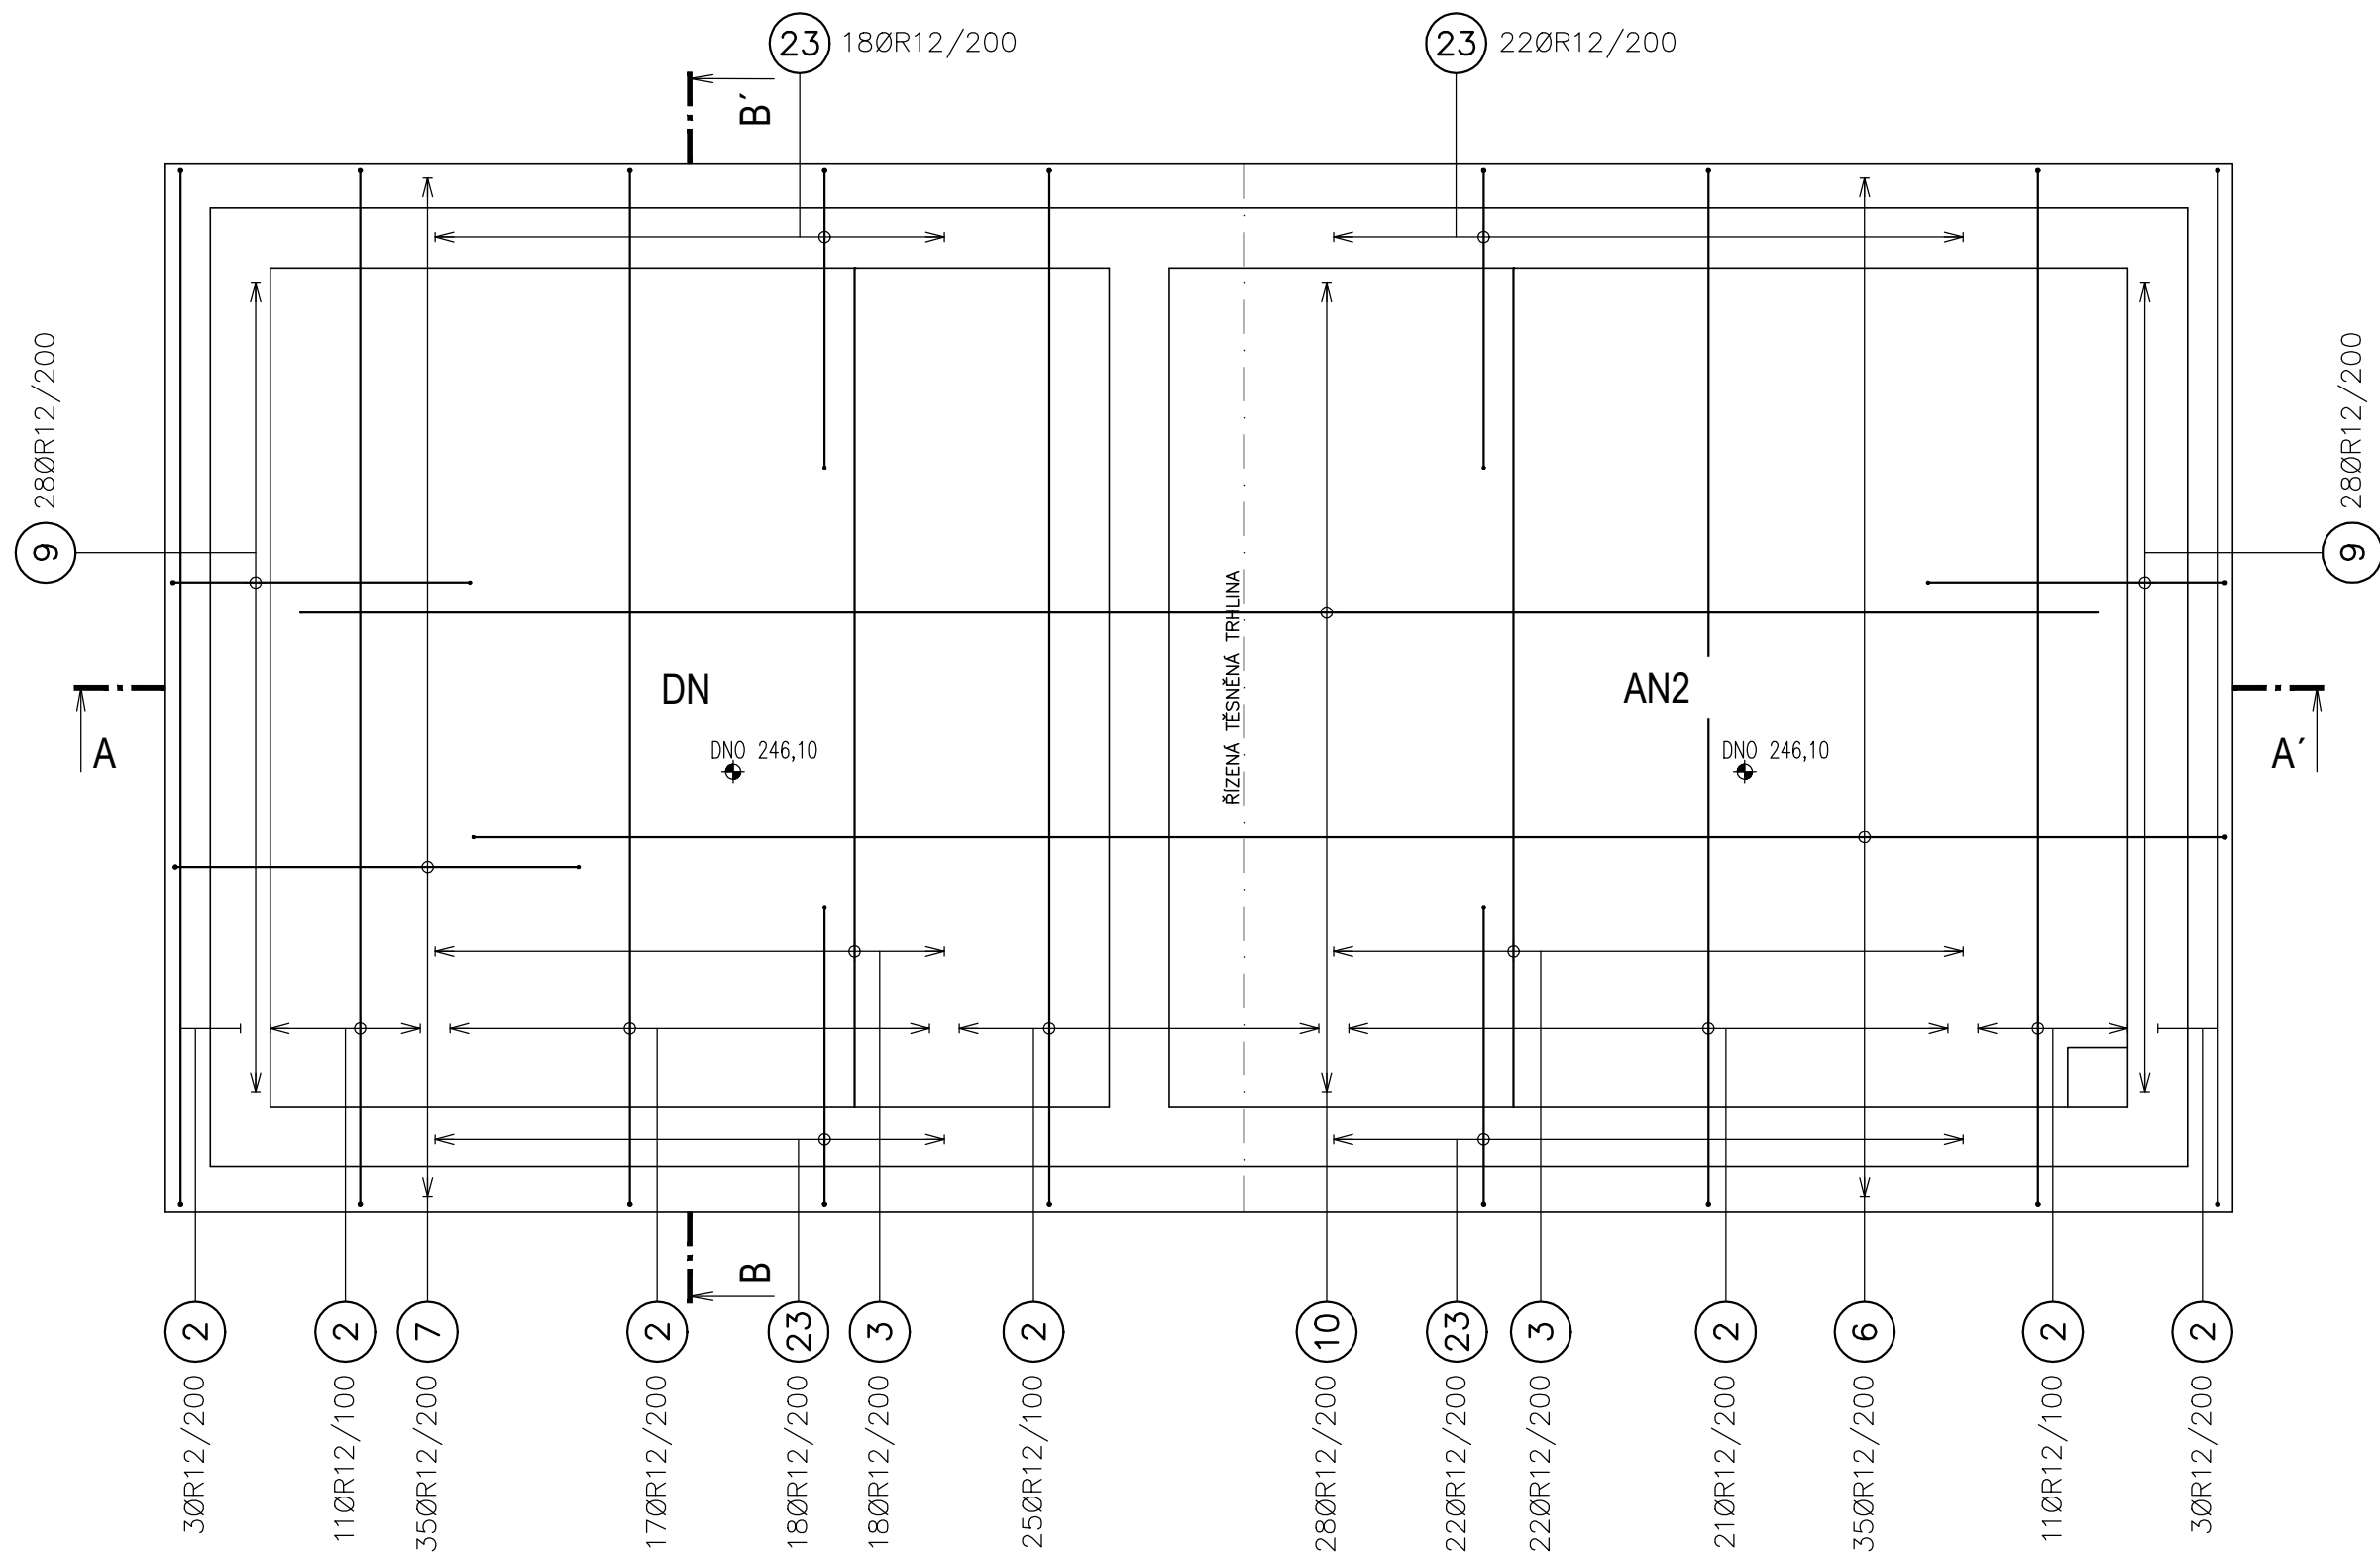 23 18ØR12/200
23 22ØR12/200
B´
9 28ØR12/200
9 28ØR12/200
ŘÍZENÁ TĚSNĚNÁ TRHLINA
DN
AN2
DNO 246,10
DNO 246,10
A
A´
B
2 3ØR12/200
2 11ØR12/100
7 35ØR12/200
2 17ØR12/200
23 18ØR12/200
3 18ØR12/200
2 25ØR12/100
10 28ØR12/200
23 22ØR12/200
3 22ØR12/200
2 21ØR12/200
6 35ØR12/200
2 11ØR12/100
2 3ØR12/200